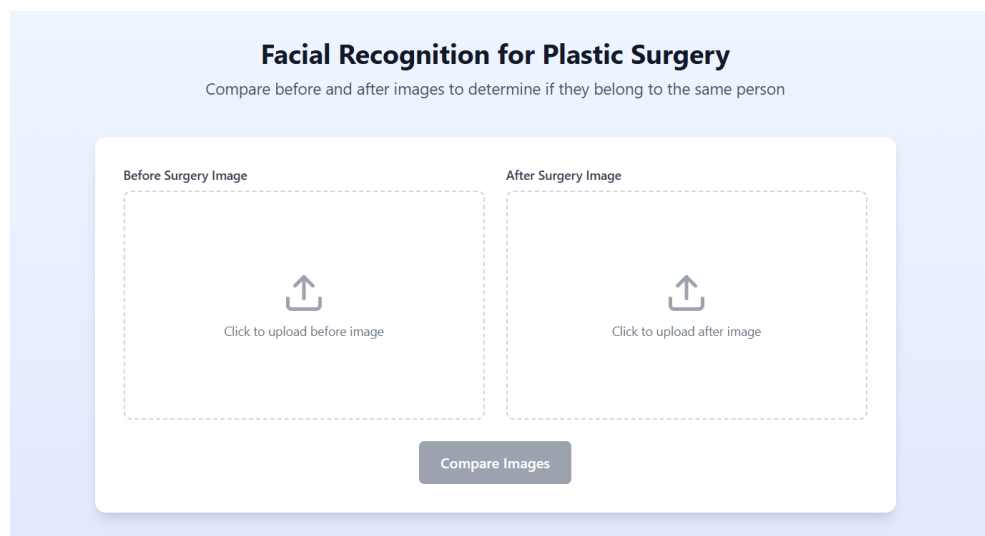 Facial Recognition for Plastic Surgery
Compare before and after images to determine if they belong to the same person
Before Surgery Image
After Surgery Image
Click to upload before image
Click to upload after image
Compare Images